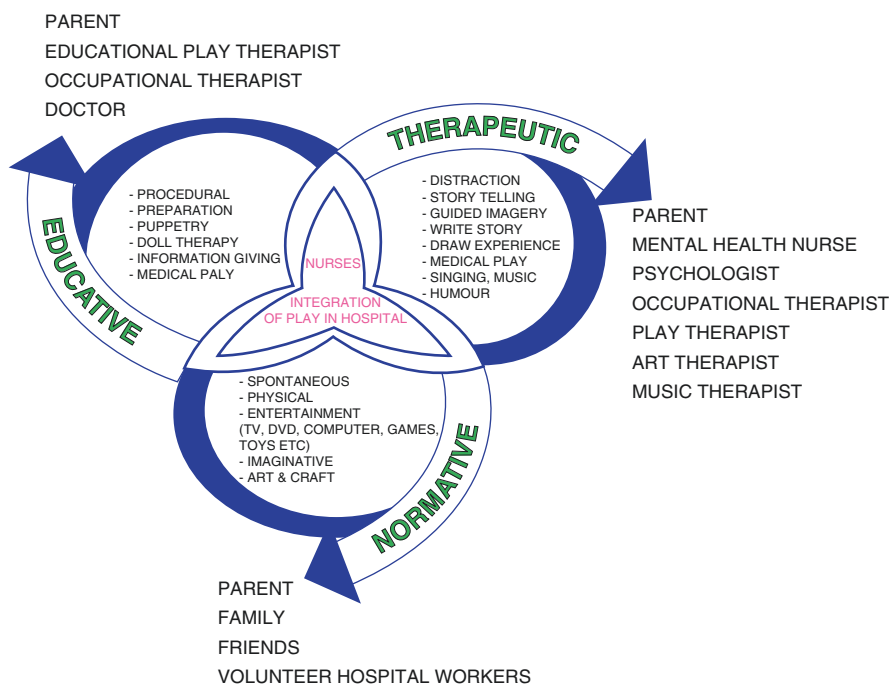 PARENT
EDUCATIONAL PLAY THERAPIST
OCCUPATIONAL THERAPIST
DOCTOR
EDUCATIVE
- PROCEDURAL
- PREPARATION
- PUPPETRY
- DOLL THERAPY
- INFORMATION GIVING
- MEDICAL PALY
THERAPEUTIC
- DISTRACTION
- STORY TELLING
- GUIDED IMAGERY
- WRITE STORY
- DRAW EXPERIENCE
- MEDICAL PLAY
- SINGING, MUSIC
- HUMOUR
PARENT
MENTAL HEALTH NURSE
PSYCHOLOGIST
OCCUPATIONAL THERAPIST
PLAY THERAPIST
ART THERAPIST
MUSIC THERAPIST
NURSES
INTEGRATION
OF PLAY IN HOSPITAL
- SPONTANEOUS
- PHYSICAL
- ENTERTAINMENT
(TV, DVD, COMPUTER, GAMES,
TOYS ETC)
- IMAGINATIVE
- ART & CRAFT
NORMATIVE
PARENT
FAMILY
FRIENDS
VOLUNTEER HOSPITAL WORKERS